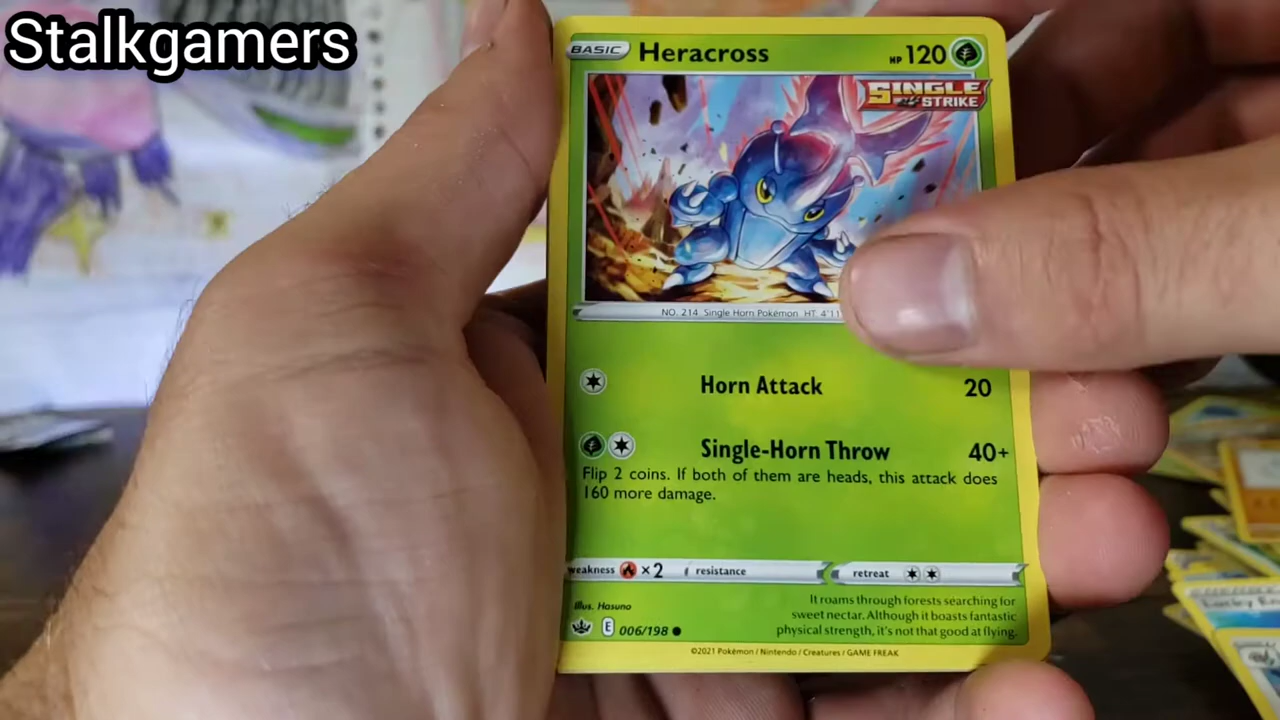 Stalkgamers
BASIC Heracross HP 120
SINGLE
STRIKE
NO. 214 Single Horn Pokémon HT. 4'11
Horn Attack 20
Single-Horn Throw 40+
Flip 2 coins. If both of them are heads, this attack does
160 more damage.
weakness ×2 resistance retreat
Illus. Hasuno
E 006/198
It roams through forests searching for
sweet nectar. Although it boasts fantastic
physical strength, it's not that good at flying.
©2021 Pokémon / Nintendo / Creatures / GAME FREAK